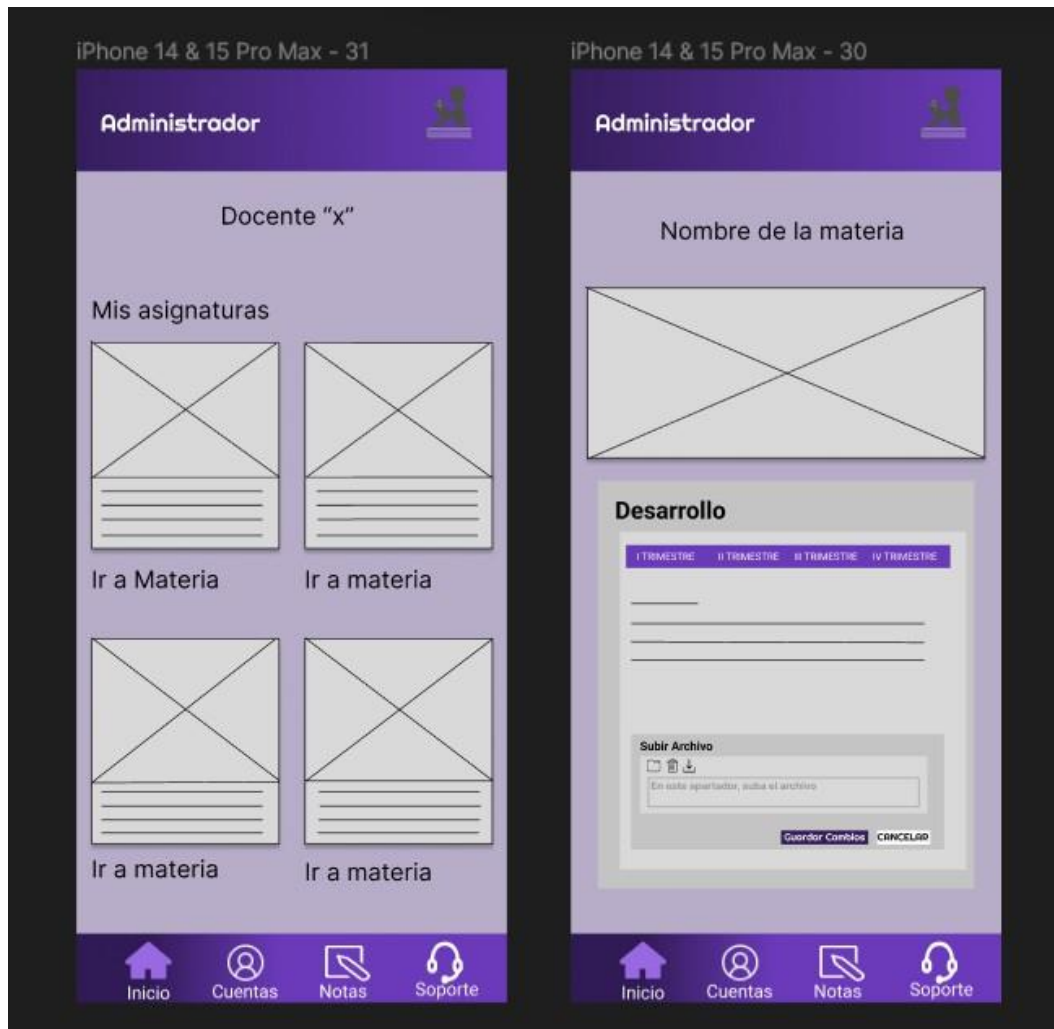 iPhone 14 & 15 Pro Max - 31
Administrador
Docente “x”
Mis asignaturas
Ir a Materia
Ir a materia
Ir a materia
Ir a materia
Inicio
Cuentas
Notas
Soporte
iPhone 14 & 15 Pro Max - 30
Administrador
Nombre de la materia
Desarrollo
I TRIMESTRE II TRIMESTRE III TRIMESTRE IV TRIMESTRE
Subir Archivo
En este apartador, suba el archivo
Guardar Cambios CANCELAR
Inicio
Cuentas
Notas
Soporte